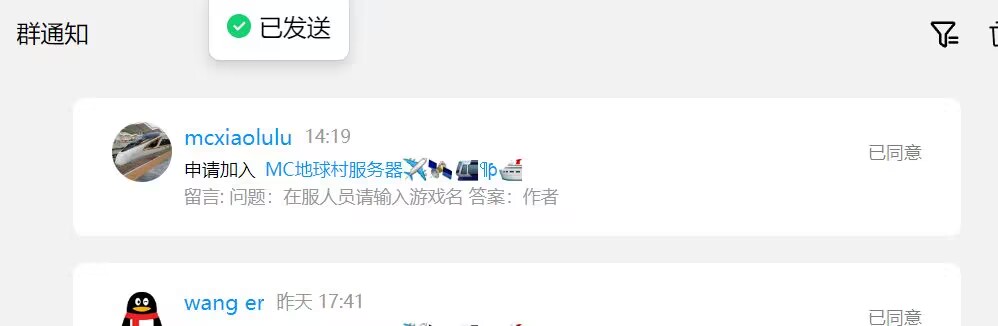 群通知
已发送
mcxiaolulu 14:19
已同意
申请加入 MC地球村服务器
留言: 问题：在服人员请输入游戏名 答案：作者
wang er 昨天 17:41
已同意